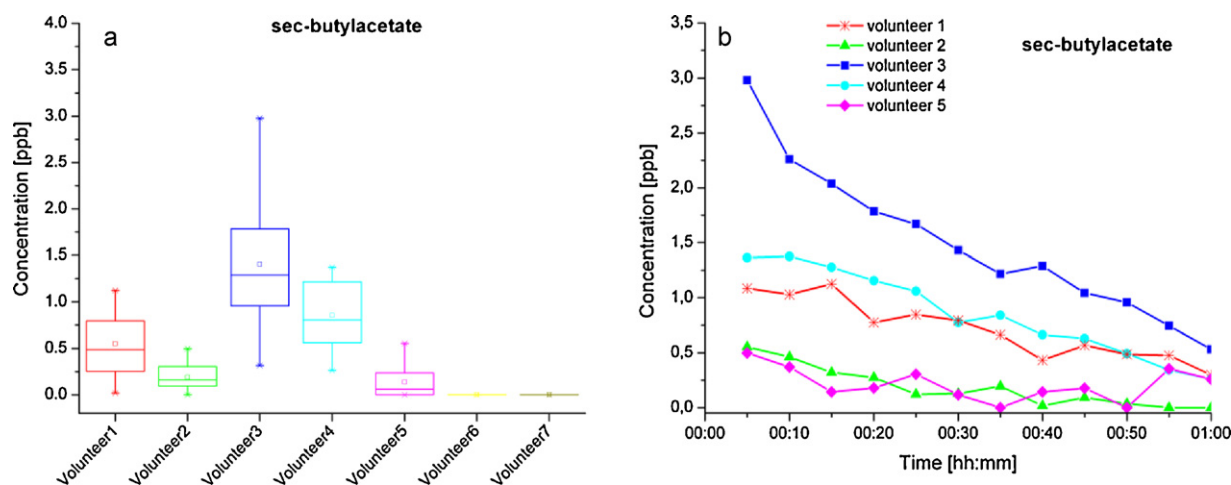 a
sec-butylacetate
Concentration [ppb]
4.0
3.5
3.0
2.5
2.0
1.5
1.0
0.5
0.0
Volunteer1
Volunteer2
Volunteer3
Volunteer4
Volunteer5
Volunteer6
Volunteer7
b
volunteer 1
volunteer 2
volunteer 3
volunteer 4
volunteer 5
sec-butylacetate
Concentration [ppb]
3,5
3,0
2,5
2,0
1,5
1,0
0,5
0,0
00:00 00:10 00:20 00:30 00:40 00:50 01:00
Time [hh:mm]